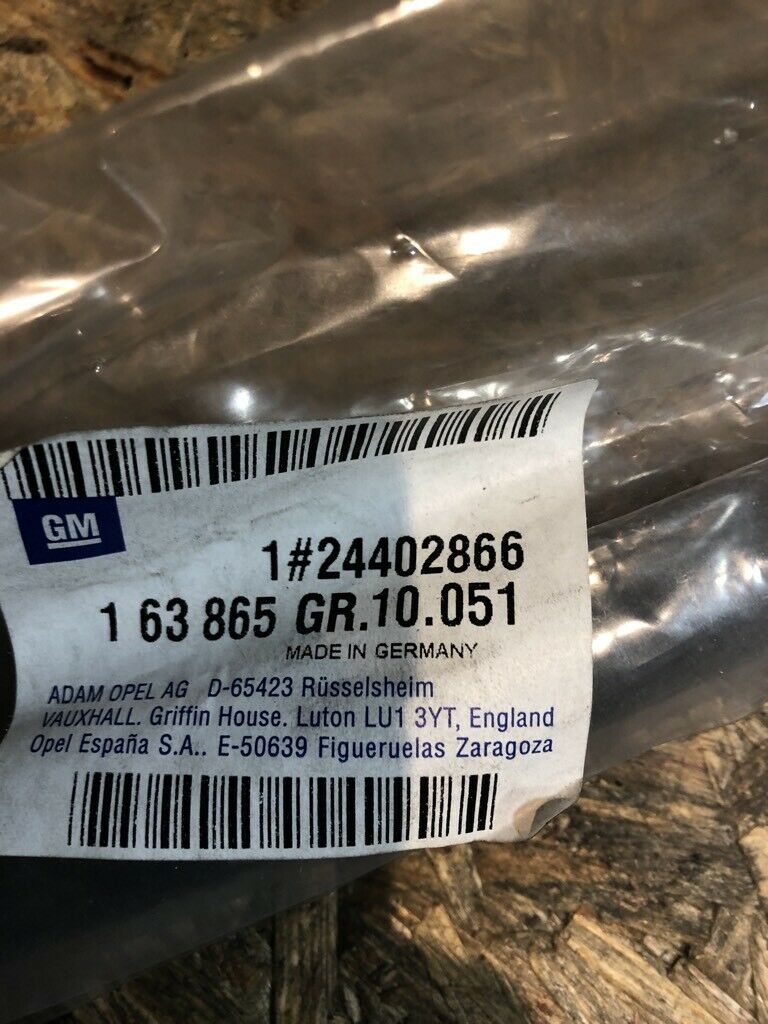 GM
1#24402866
1 63 865 GR.10.051
MADE IN GERMANY
ADAM OPEL AG D-65423 Rüsselsheim
VAUXHALL. Griffin House. Luton LU1 3YT, England
Opel España S.A.. E-50639 Figueruelas Zaragoza